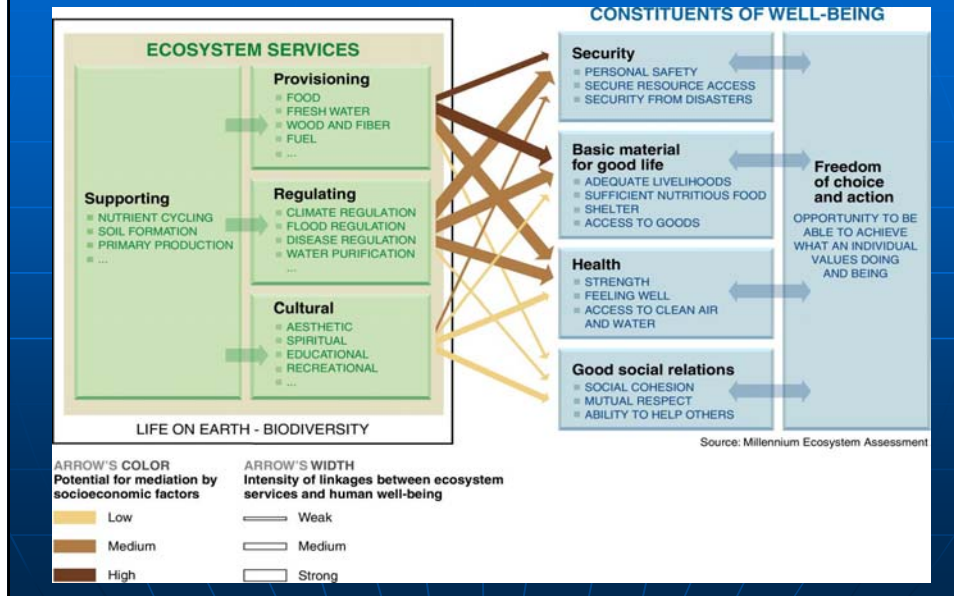 CONSTITUENTS OF WELL-BEING
ECOSYSTEM SERVICES
Supporting
NUTRIENT CYCLING
SOIL FORMATION
PRIMARY PRODUCTION
...
Provisioning
FOOD
FRESH WATER
WOOD AND FIBER
FUEL
...
Regulating
CLIMATE REGULATION
FLOOD REGULATION
DISEASE REGULATION
WATER PURIFICATION
...
Cultural
AESTHETIC
SPIRITUAL
EDUCATIONAL
RECREATIONAL
...
LIFE ON EARTH - BIODIVERSITY
Security
PERSONAL SAFETY
SECURE RESOURCE ACCESS
SECURITY FROM DISASTERS
Basic material
for good life
ADEQUATE LIVELIHOODS
SUFFICIENT NUTRITIOUS FOOD
SHELTER
ACCESS TO GOODS
Health
STRENGTH
FEELING WELL
ACCESS TO CLEAN AIR
AND WATER
Good social relations
SOCIAL COHESION
MUTUAL RESPECT
ABILITY TO HELP OTHERS
Freedom
of choice
and action
OPPORTUNITY TO BE
ABLE TO ACHIEVE
WHAT AN INDIVIDUAL
VALUES DOING
AND BEING
Source: Millennium Ecosystem Assessment
ARROW'S COLOR
Potential for mediation by
socioeconomic factors
Low
Medium
High
ARROW'S WIDTH
Intensity of linkages between ecosystem
services and human well-being
Weak
Medium
Strong